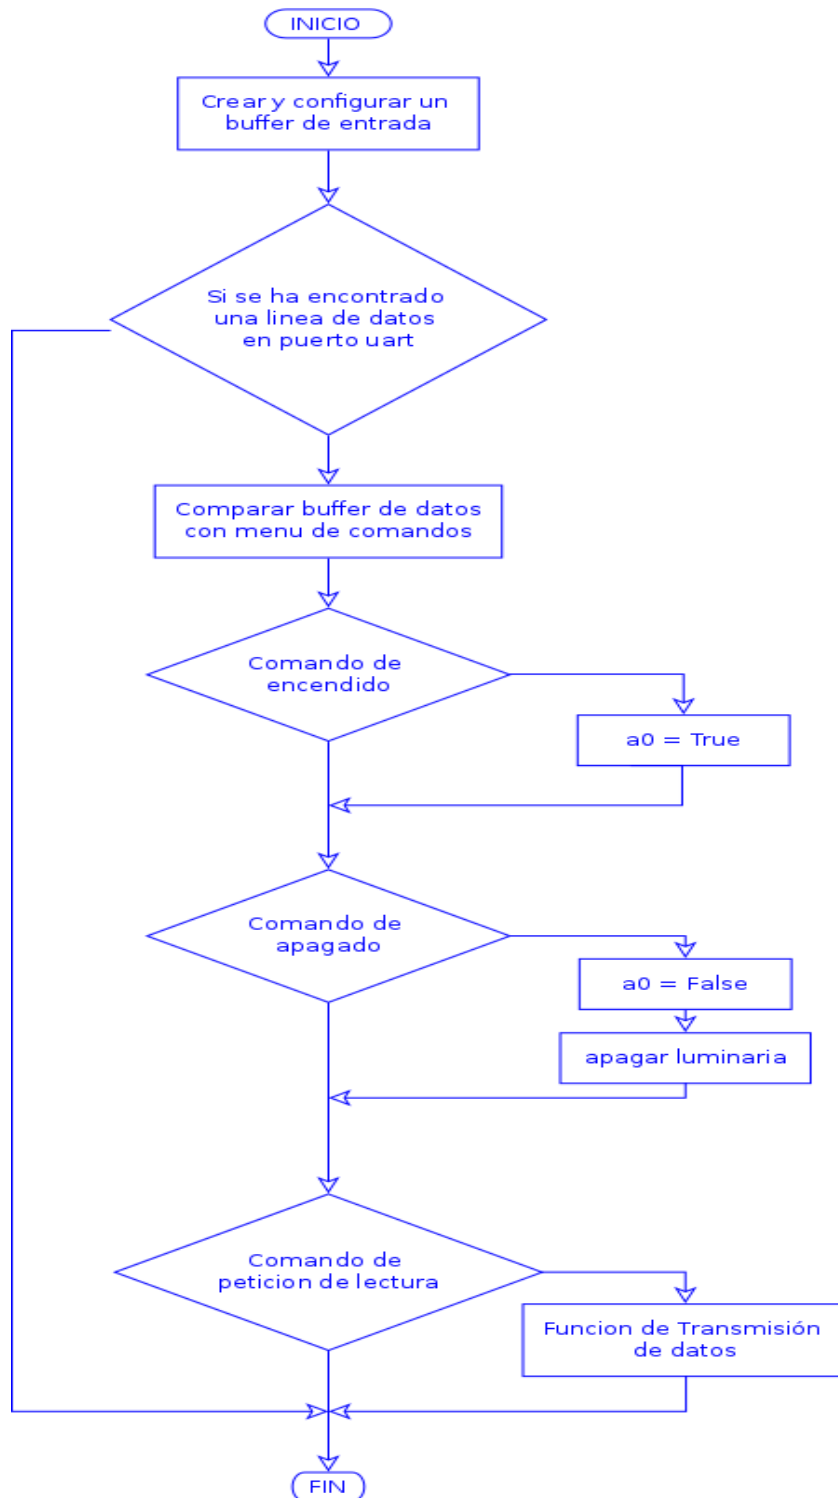 INICIO
Crear y configurar un
buffer de entrada
Si se ha encontrado
una linea de datos
en puerto uart
Comparar buffer de datos
con menu de comandos
Comando de
encendido
a0 = True
Comando de
apagado
a0 = False
apagar luminaria
Comando de
peticion de lectura
Funcion de Transmisión
de datos
FIN